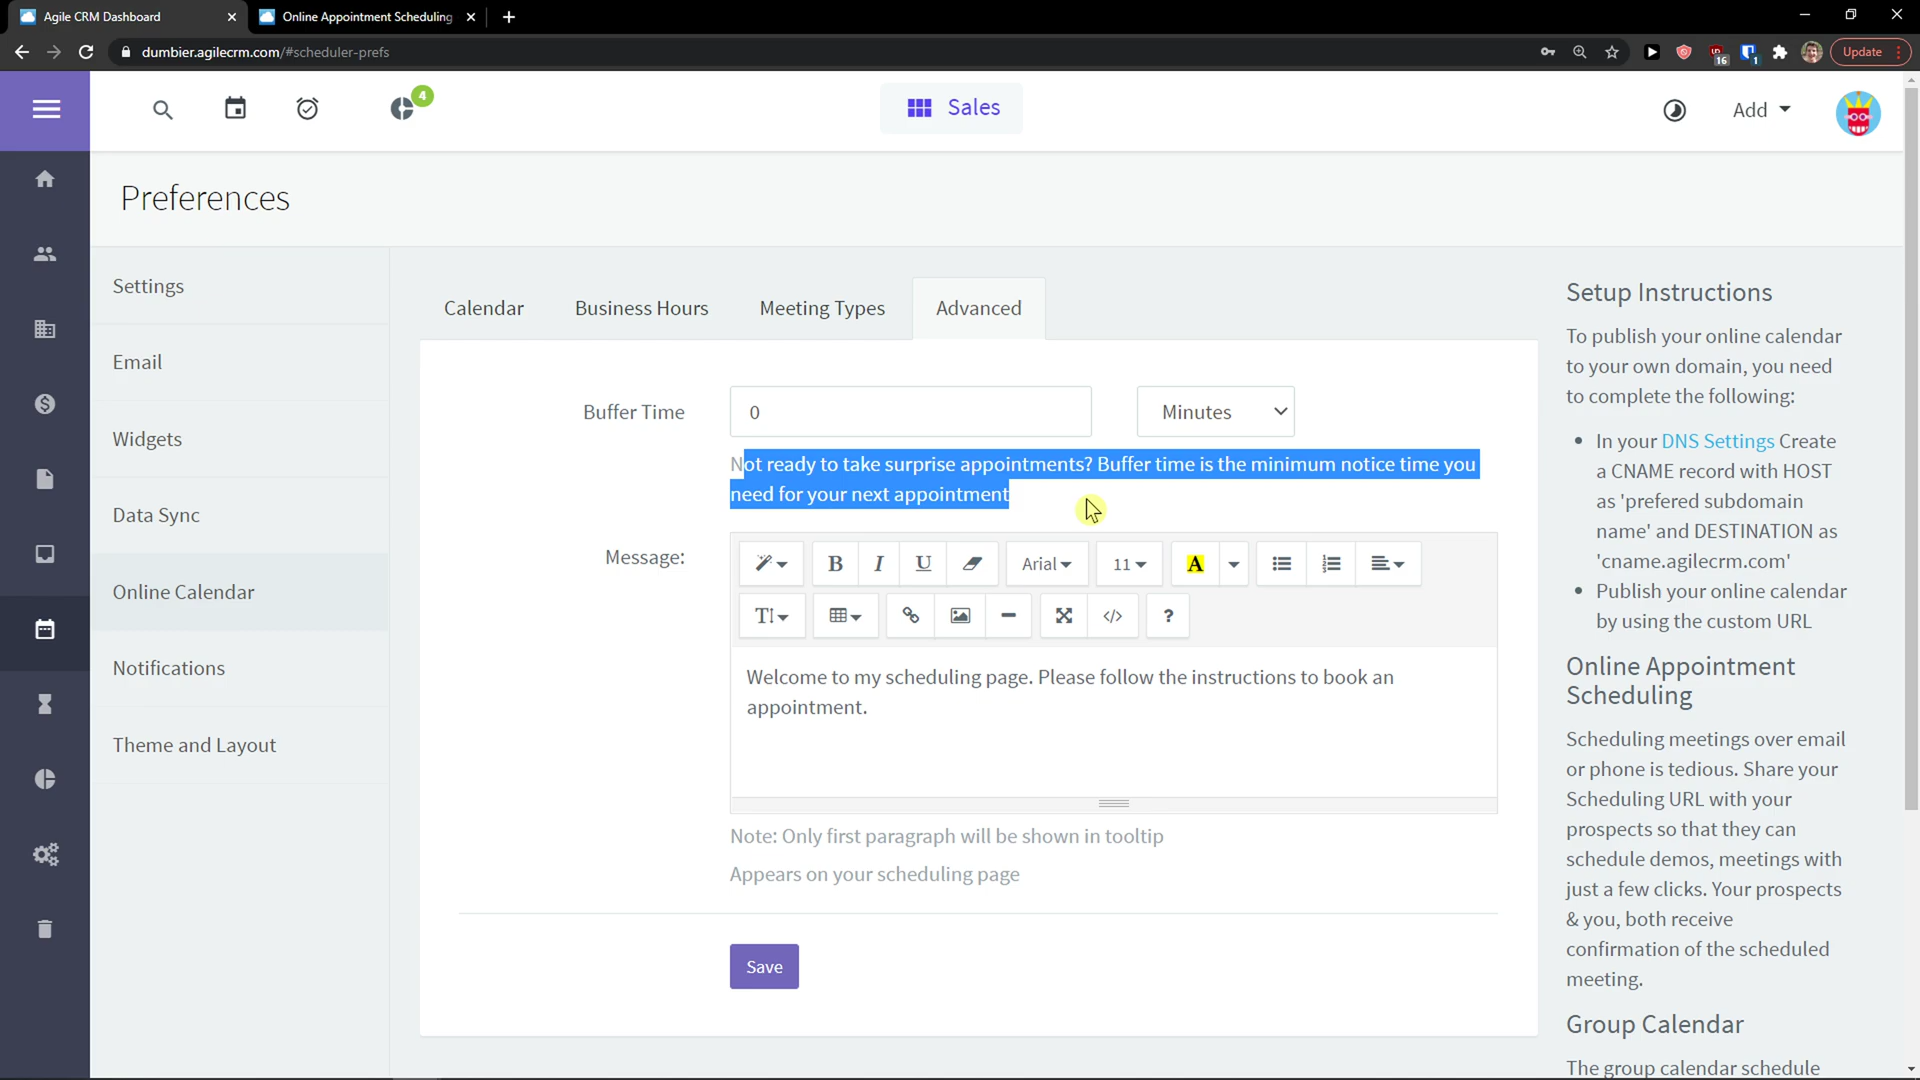 Agile CRM Dashboard
Online Appointment Scheduling
dumbier.agilecrm.com/#scheduler-prefs
16
1
Update
4
Sales
Add
Preferences
Settings
Email
Widgets
Data Sync
Online Calendar
Notifications
Theme and Layout
Calendar
Business Hours
Meeting Types
Advanced
Buffer Time
0
Minutes
Not ready to take surprise appointments? Buffer time is the minimum notice time you
need for your next appointment
Message:
B
I
U
Arial
11
A
TI
</>
?
Welcome to my scheduling page. Please follow the instructions to book an
appointment.
Note: Only first paragraph will be shown in tooltip
Appears on your scheduling page
Save
Setup Instructions
To publish your online calendar
to your own domain, you need
to complete the following:
In your DNS Settings Create
a CNAME record with HOST
as 'prefered subdomain
name' and DESTINATION as
'cname.agilecrm.com'
Publish your online calendar
by using the custom URL
Online Appointment
Scheduling
Scheduling meetings over email
or phone is tedious. Share your
Scheduling URL with your
prospects so that they can
schedule demos, meetings with
just a few clicks. Your prospects
& you, both receive
confirmation of the scheduled
meeting.
Group Calendar
The group calendar schedule